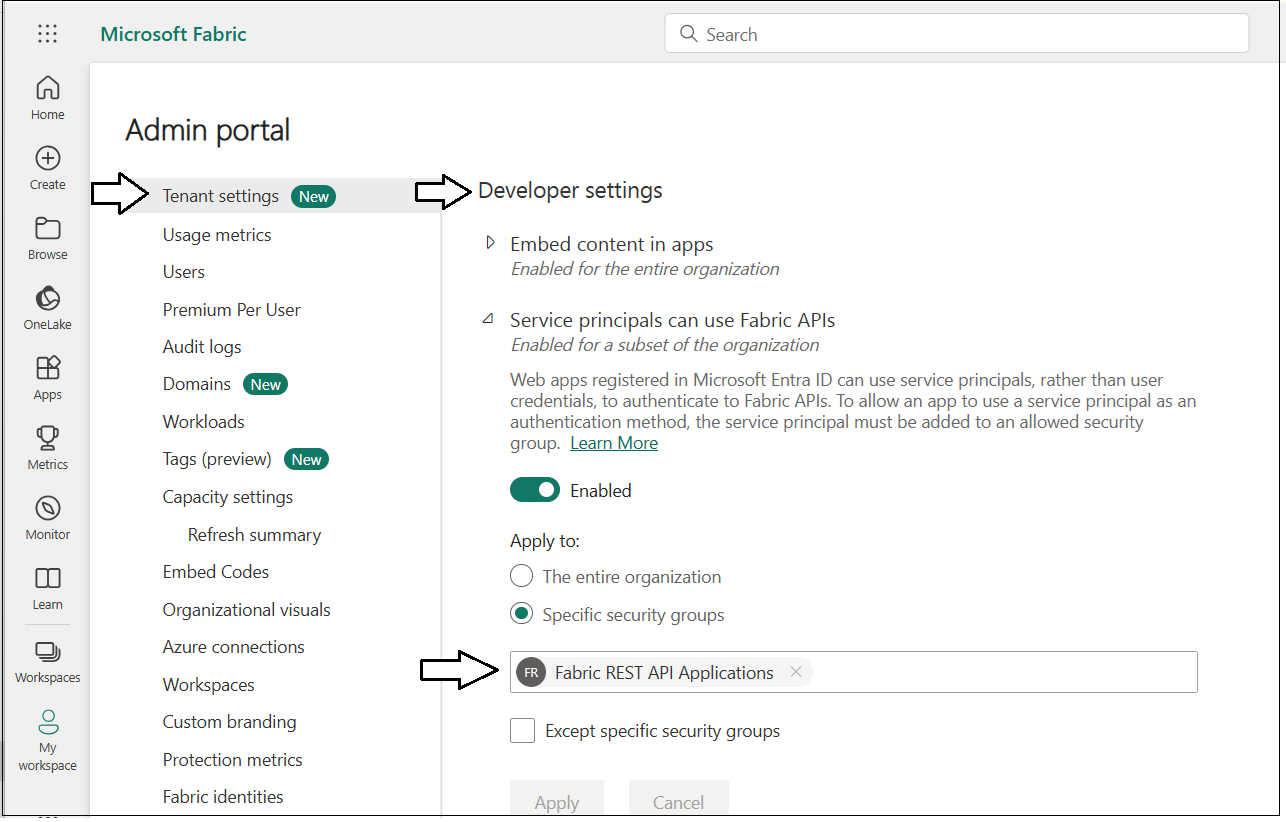 Microsoft Fabric
Search
Home
Create
Browse
OneLake
Apps
Metrics
Monitor
Learn
Workspaces
My
workspace
Admin portal
Tenant settings New
Usage metrics
Users
Premium Per User
Audit logs
Domains New
Workloads
Tags (preview) New
Capacity settings
Refresh summary
Embed Codes
Organizational visuals
Azure connections
Workspaces
Custom branding
Protection metrics
Fabric identities
Developer settings
Embed content in apps
Enabled for the entire organization
Service principals can use Fabric APIs
Enabled for a subset of the organization
Web apps registered in Microsoft Entra ID can use service principals, rather than user
credentials, to authenticate to Fabric APIs. To allow an app to use a service principal as an
authentication method, the service principal must be added to an allowed security
group. Learn More
Enabled
Apply to:
The entire organization
Specific security groups
FR Fabric REST API Applications
Except specific security groups
Apply Cancel